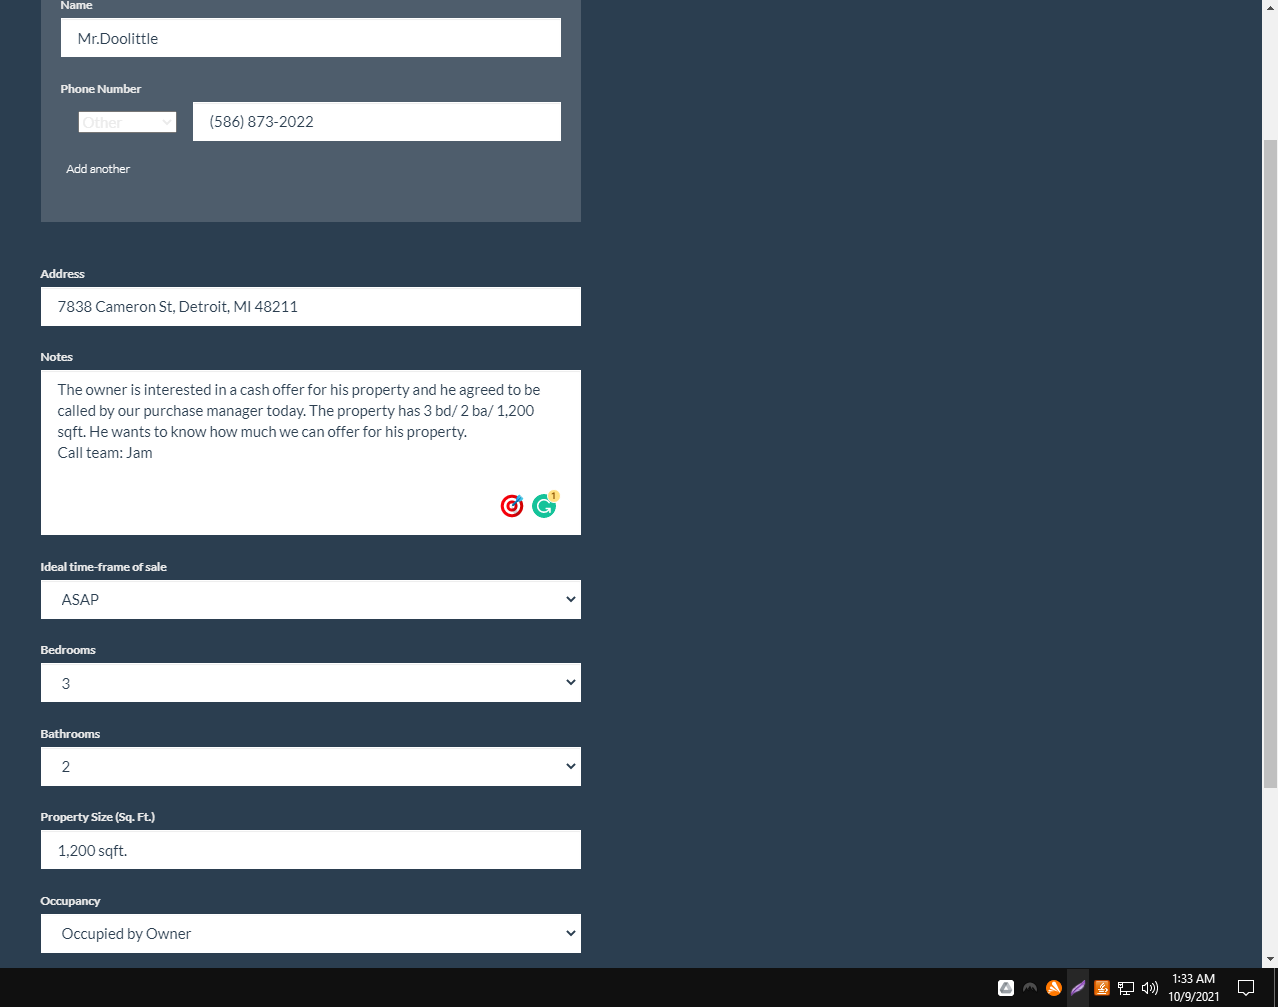 Name
Mr.Doolittle
Phone Number
Other
(586) 873-2022
Add another
Address
7838 Cameron St, Detroit, MI 48211
Notes
The owner is interested in a cash offer for his property and he agreed to be
called by our purchase manager today. The property has 3 bd/ 2 ba/ 1,200
sqft. He wants to know how much we can offer for his property.
Call team: Jam
1
Ideal time-frame of sale
ASAP
Bedrooms
3
Bathrooms
2
Property Size (Sq. Ft.)
1,200 sqft.
Occupancy
Occupied by Owner
1:33 AM
10/9/2021